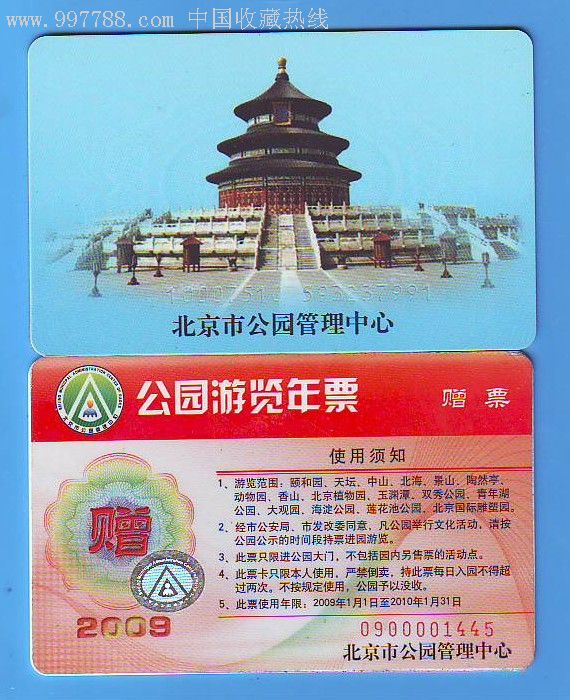 www.997788.com 中国收藏热线
北京市公园管理中心
公园游览年票 赠票
使用须知
1、游览范围：颐和园、天坛、中山、北海、景山、陶然亭、
动物园、香山、北京植物园、玉渊潭、双秀公园、青年湖
公园、大观园、海淀公园、莲花池公园、北京国际雕塑园。
2、经市公安局、市发改委同意，凡公园举行文化活动，请按
公园公示的时间段持票进园游览。
3、此票只限进公园大门，不包括园内另售票的活动点。
4、此票卡只限本人使用，严禁倒卖，持此票每日入园不得超
过两次。不按规定使用，公园予以没收。
5、此票使用年限：2009年1月1日至2010年1月31日
赠
2009
0900001445
北京市公园管理中心